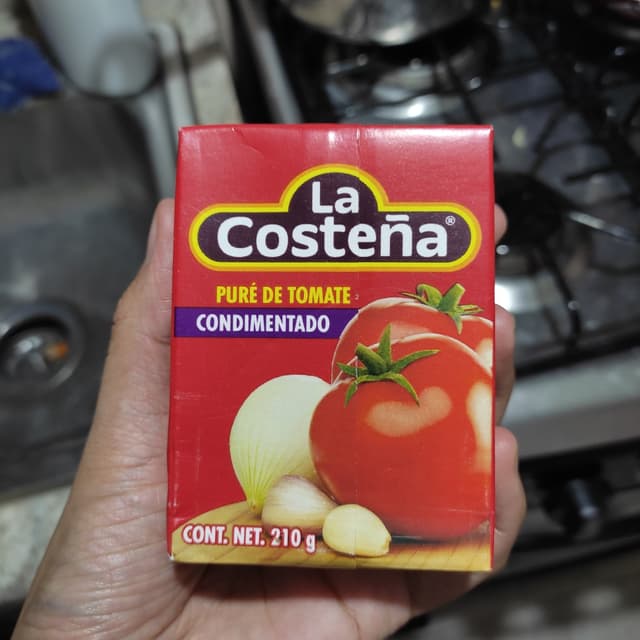 La
Costeña®
PURÉ DE TOMATE
CONDIMENTADO
CONT. NET. 210 g